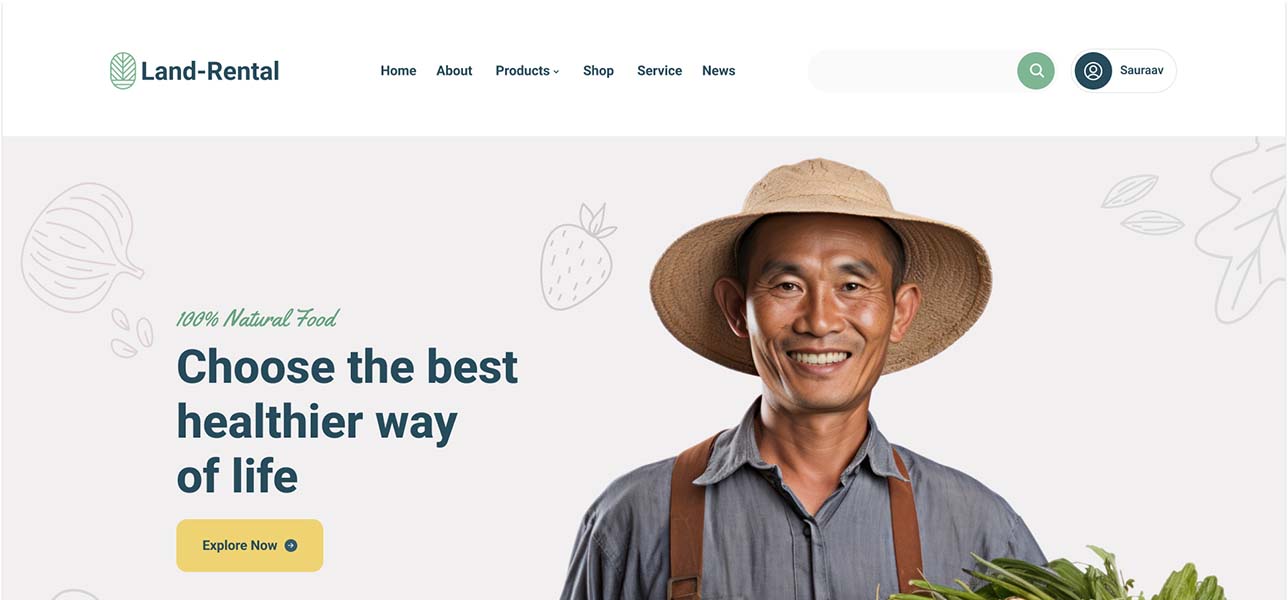 Land-Rental
Home About Products Shop Service News
Sauraav
100% Natural Food
Choose the best
healthier way
of life
Explore Now